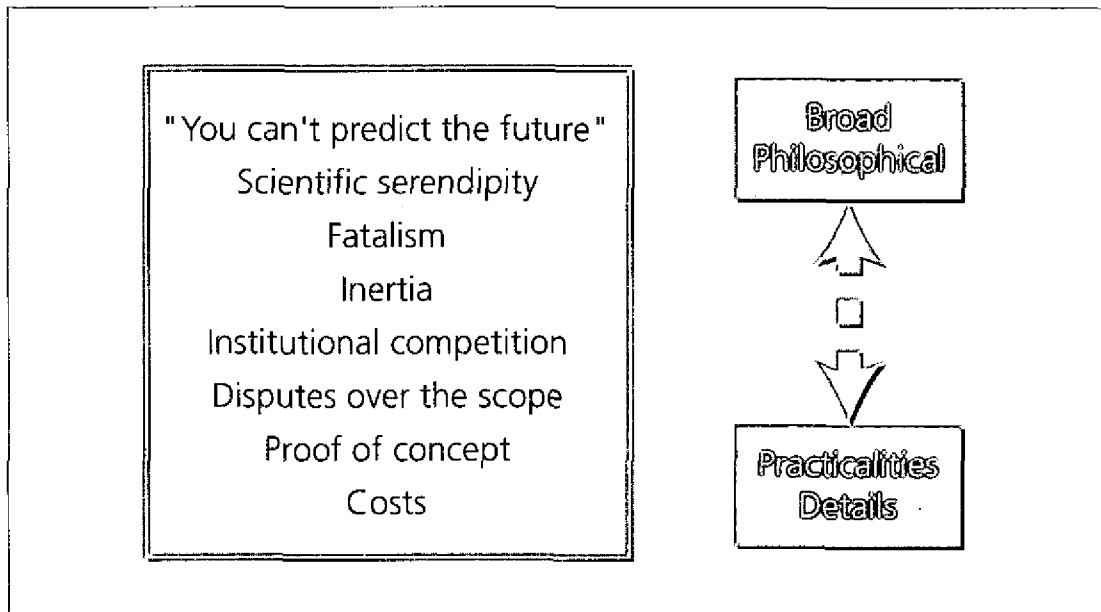 "You can't predict the future"
Scientific serendipity
Fatalism
Inertia
Institutional competition
Disputes over the scope
Proof of concept
Costs
Broad
Philosophical
Practicalities
Details